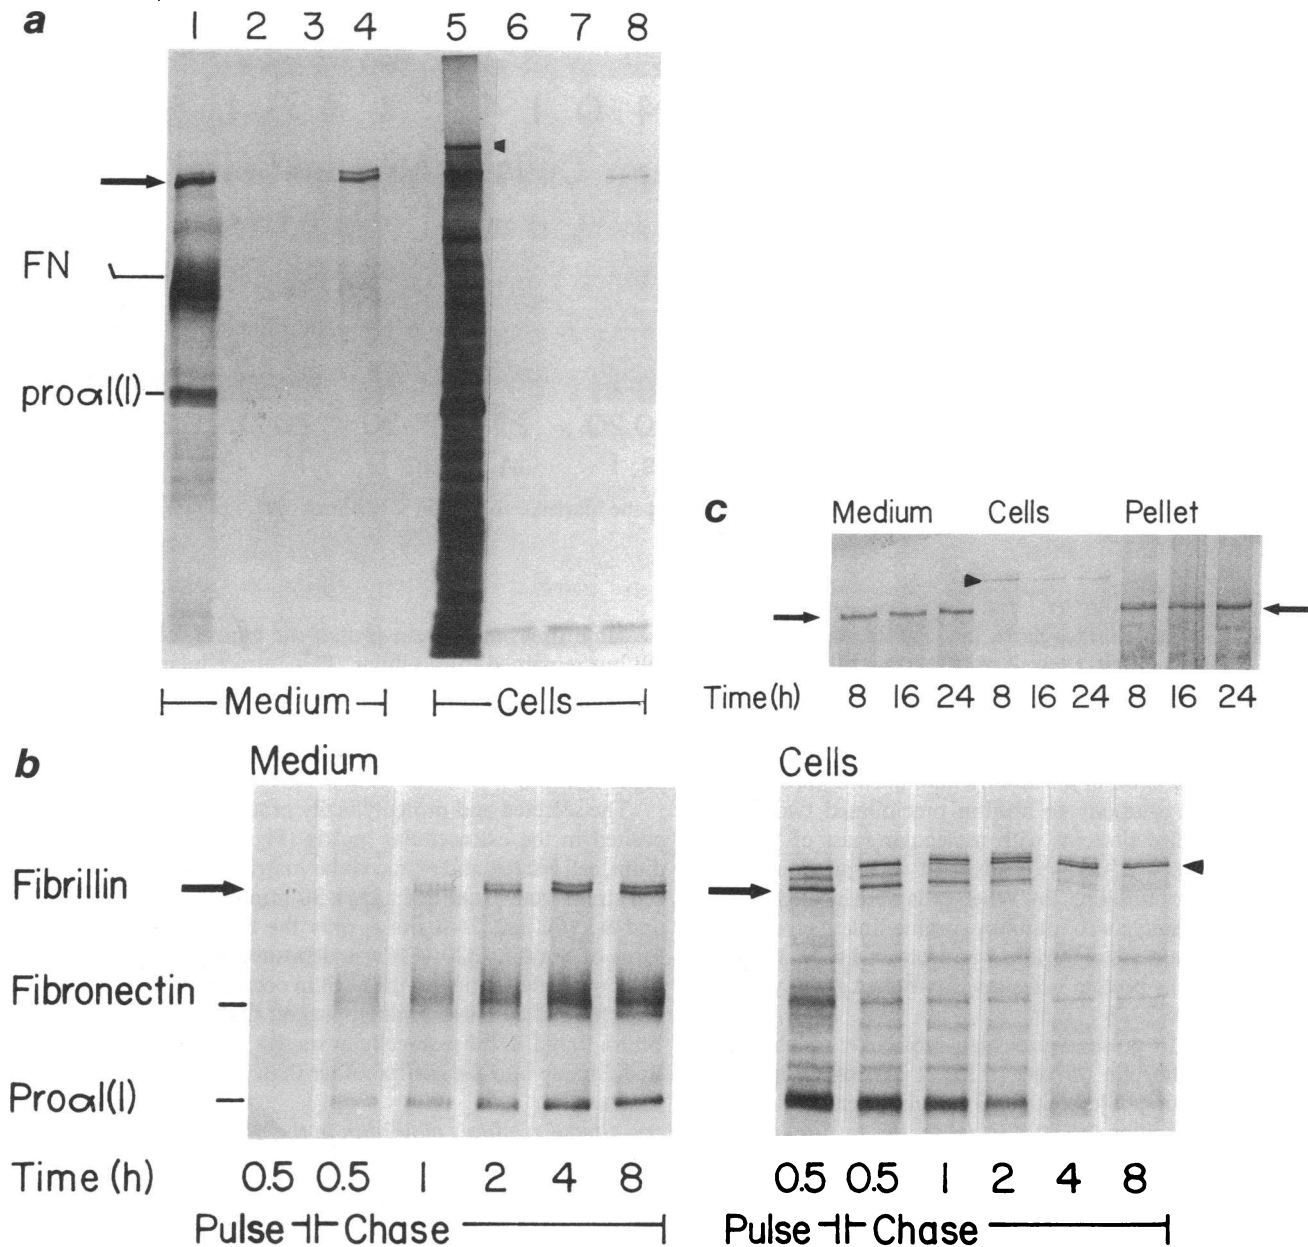 a
1 2 3 4 5 6 7 8
FN
proαl(l)
Medium
Cells
c
Medium Cells Pellet
Time(h) 8 16 24 8 16 24 8 16 24
b
Medium
Cells
Fibrillin
Fibronectin
Proαl(l)
Time (h) 0.5 0.5 1 2 4 8 0.5 0.5 1 2 4 8
Pulse Chase Pulse Chase